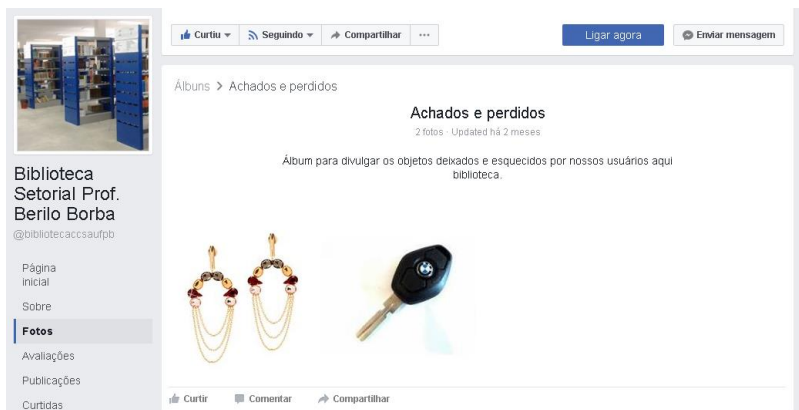 Curtiu
Seguindo
Compartilhar
Ligar agora
Enviar mensagem
Álbuns > Achados e perdidos
Achados e perdidos
2 fotos · Updated há 2 meses
Álbum para divulgar os objetos deixados e esquecidos por nossos usuários aqui
biblioteca.
Biblioteca
Setorial Prof.
Berilo Borba
@bibliotecaccsaufpb
Página
inicial
Sobre
Fotos
Avaliações
Publicações
Curtidas
Curtir
Comentar
Compartilhar